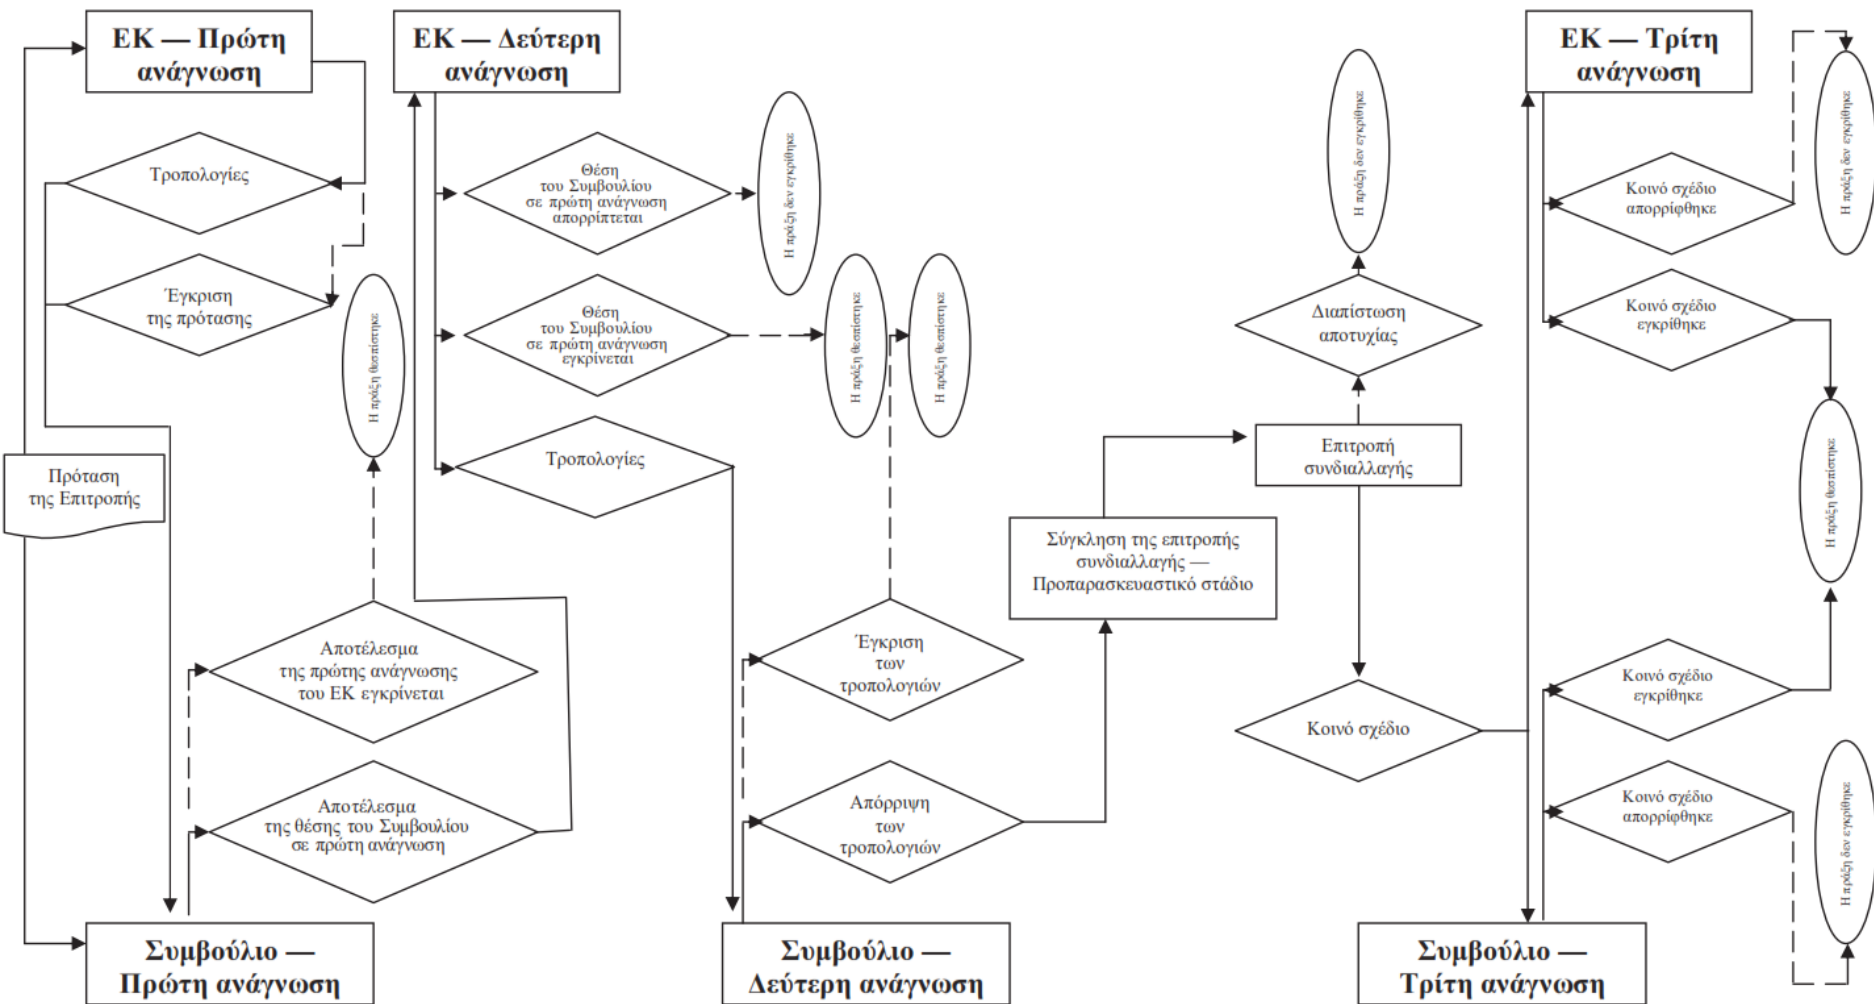 ΕΚ — Πρώτη
ανάγνωση
Τροπολογίες
Έγκριση
της πρότασης
Πρόταση
της Επιτροπής
Η πράξη θεσπίστηκε
Αποτέλεσμα
της πρώτης ανάγνωσης
του ΕΚ εγκρίνεται
Αποτέλεσμα
της θέσης του Συμβουλίου
σε πρώτη ανάγνωση
Συμβούλιο —
Πρώτη ανάγνωση
ΕΚ — Δεύτερη
ανάγνωση
Θέση
του Συμβουλίου
σε πρώτη ανάγνωση
απορρίπτεται
Η πράξη δεν εγκρίθηκε
Θέση
του Συμβουλίου
σε πρώτη ανάγνωση
εγκρίνεται
Η πράξη θεσπίστηκε
Η πράξη θεσπίστηκε
Τροπολογίες
Έγκριση
των
τροπολογιών
Απόρριψη
των
τροπολογιών
Συμβούλιο —
Δεύτερη ανάγνωση
Σύγκληση της επιτροπής
συνδιαλλαγής —
Προπαρασκευαστικό στάδιο
Η πράξη δεν εγκρίθηκε
Διαπίστωση
αποτυχίας
Επιτροπή
συνδιαλλαγής
Κοινό σχέδιο
ΕΚ — Τρίτη
ανάγνωση
Κοινό σχέδιο
απορρίφθηκε
Η πράξη δεν εγκρίθηκε
Κοινό σχέδιο
εγκρίθηκε
Η πράξη θεσπίστηκε
Κοινό σχέδιο
εγκρίθηκε
Κοινό σχέδιο
απορρίφθηκε
Η πράξη δεν εγκρίθηκε
Συμβούλιο —
Τρίτη ανάγνωση